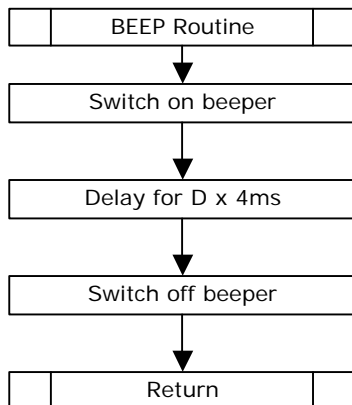 BEEP Routine
Switch on beeper
Delay for D x 4ms
Switch off beeper
Return